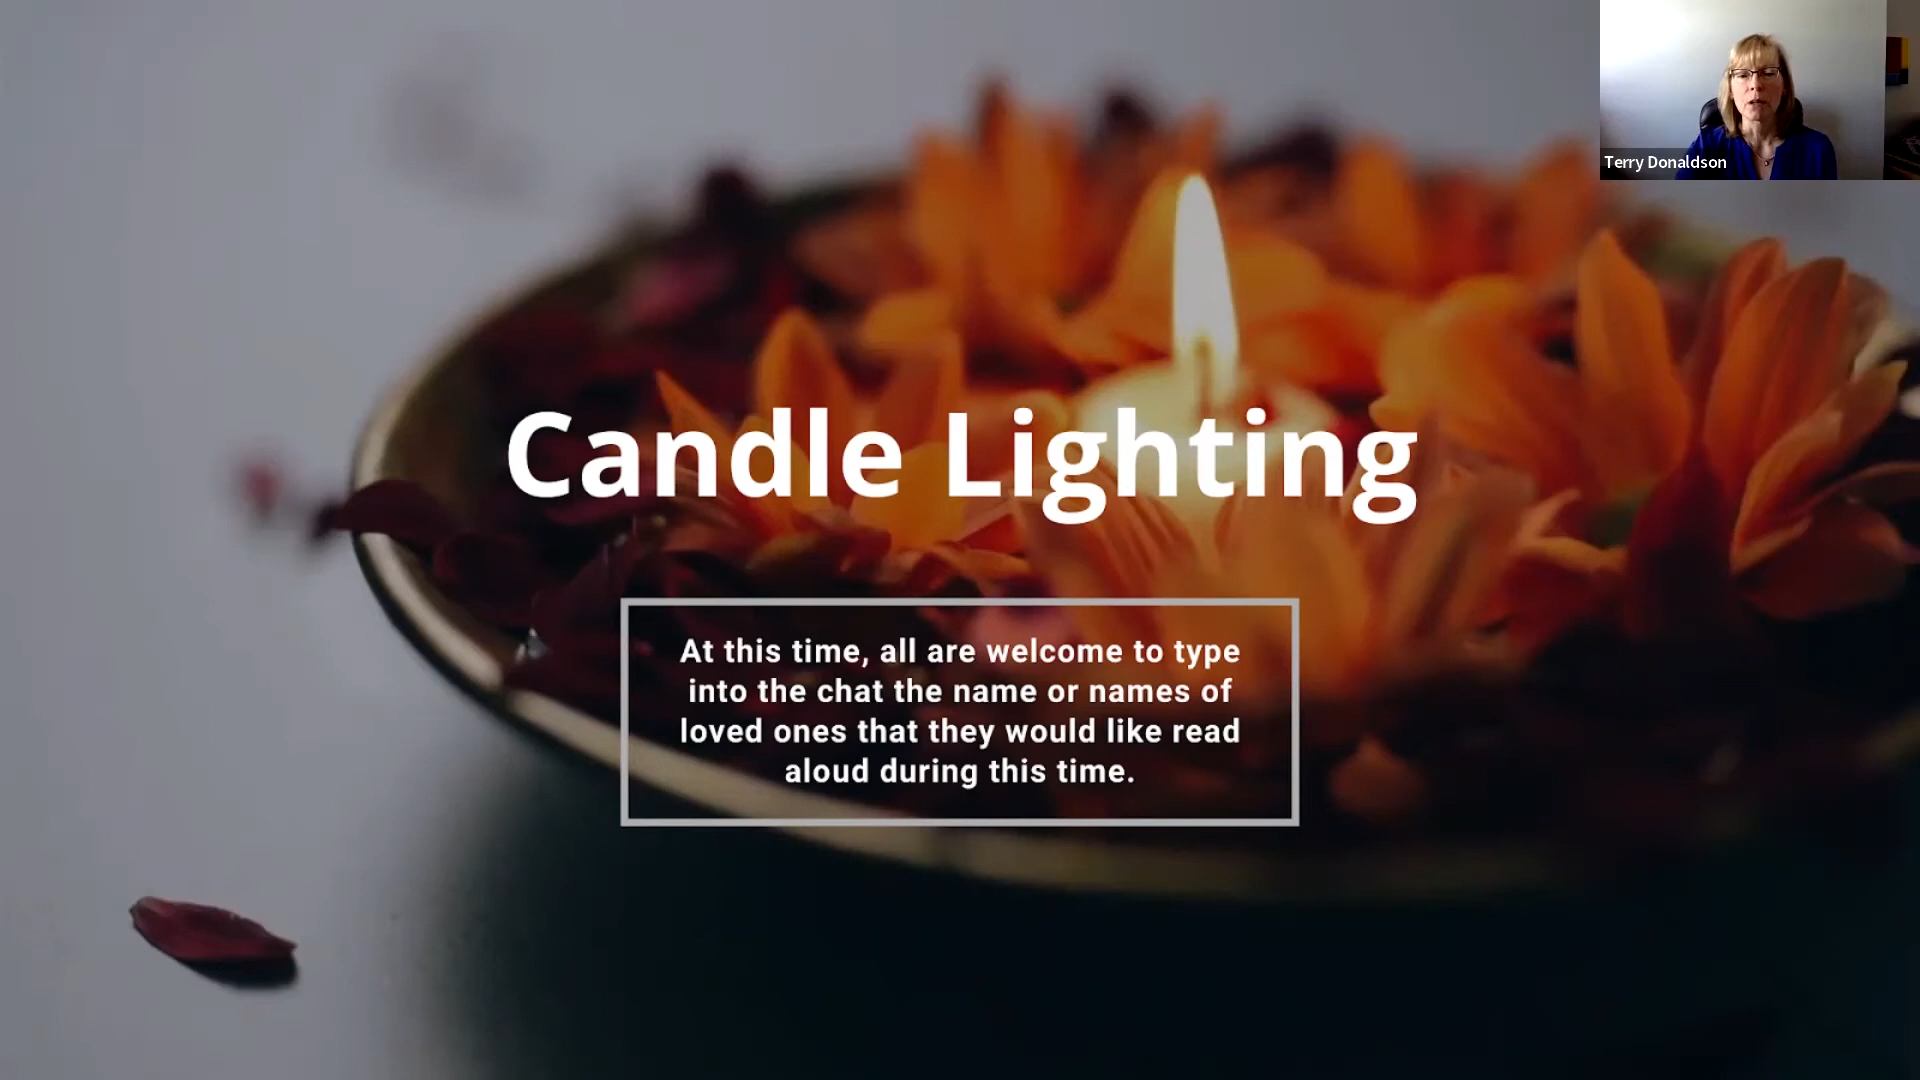 Terry Donaldson
Candle Lighting
At this time, all are welcome to type
into the chat the name or names of
loved ones that they would like read
aloud during this time.